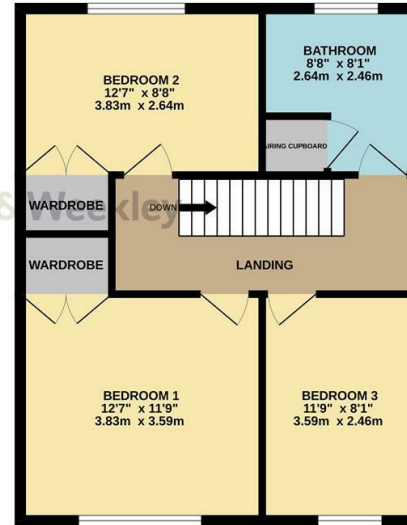 BEDROOM 2
12'7" x 8'8"
3.83m x 2.64m
BATHROOM
8'8" x 8'1"
2.64m x 2.46m
AIRING CUPBOARD
WARDROBE
& Weekley
DOWN
WARDROBE
LANDING
BEDROOM 1
12'7" x 11'9"
3.83m x 3.59m
BEDROOM 3
11'9" x 8'1"
3.59m x 2.46m